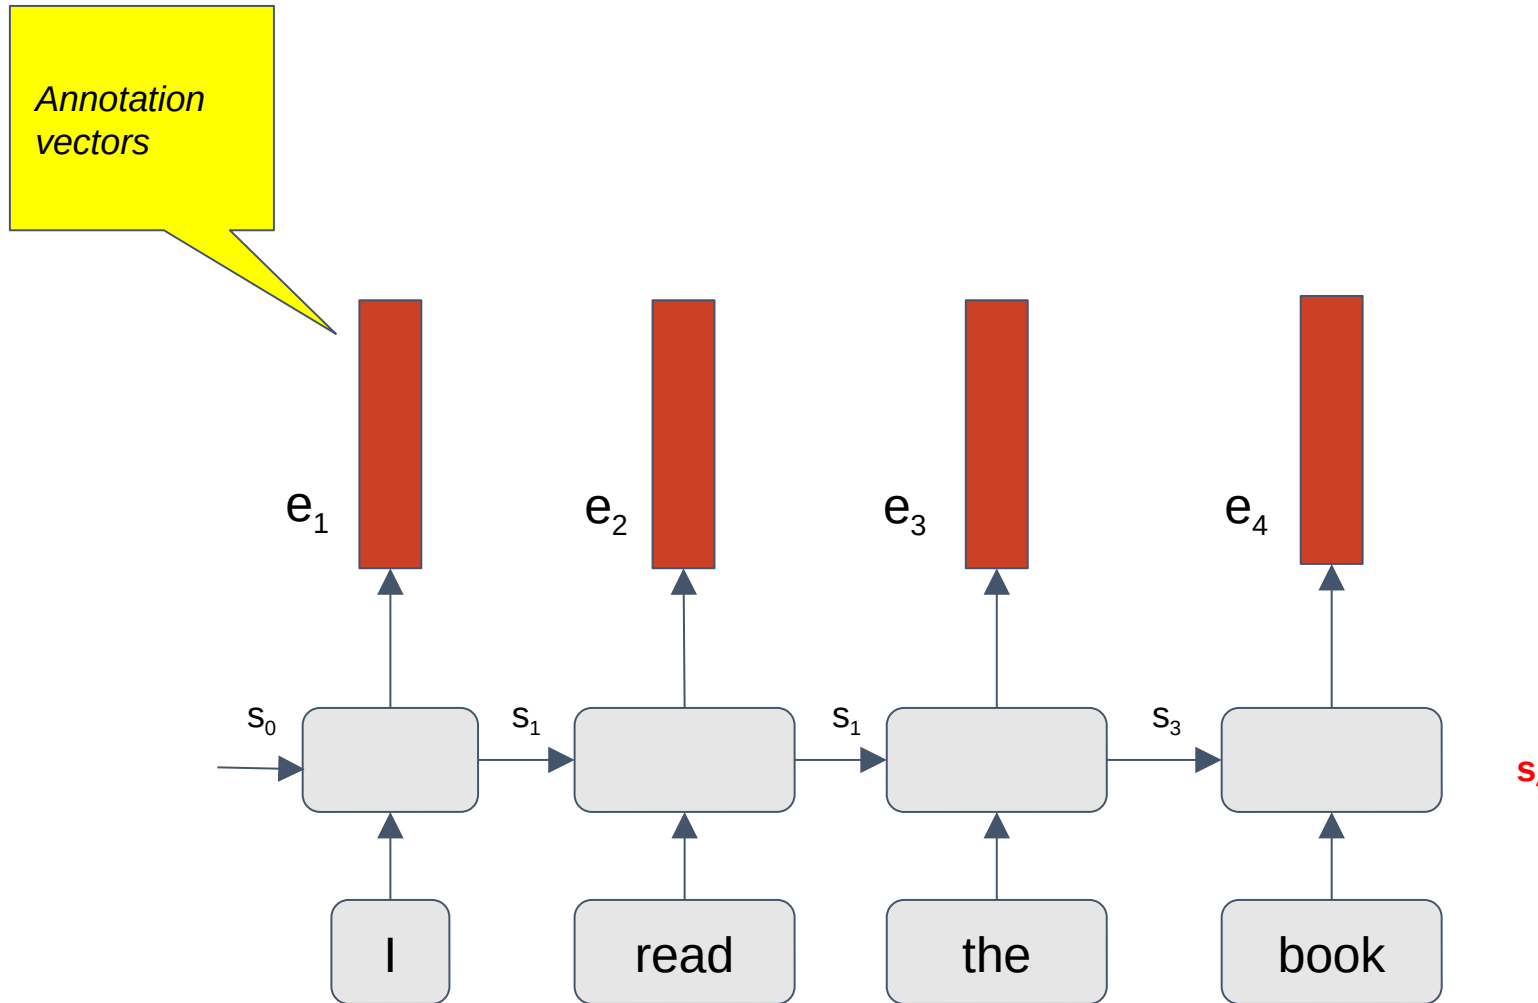 Annotation
vectors
e₁ e₂ e₃ e₄
s₀ s₁ s₁ s₃
I read the book